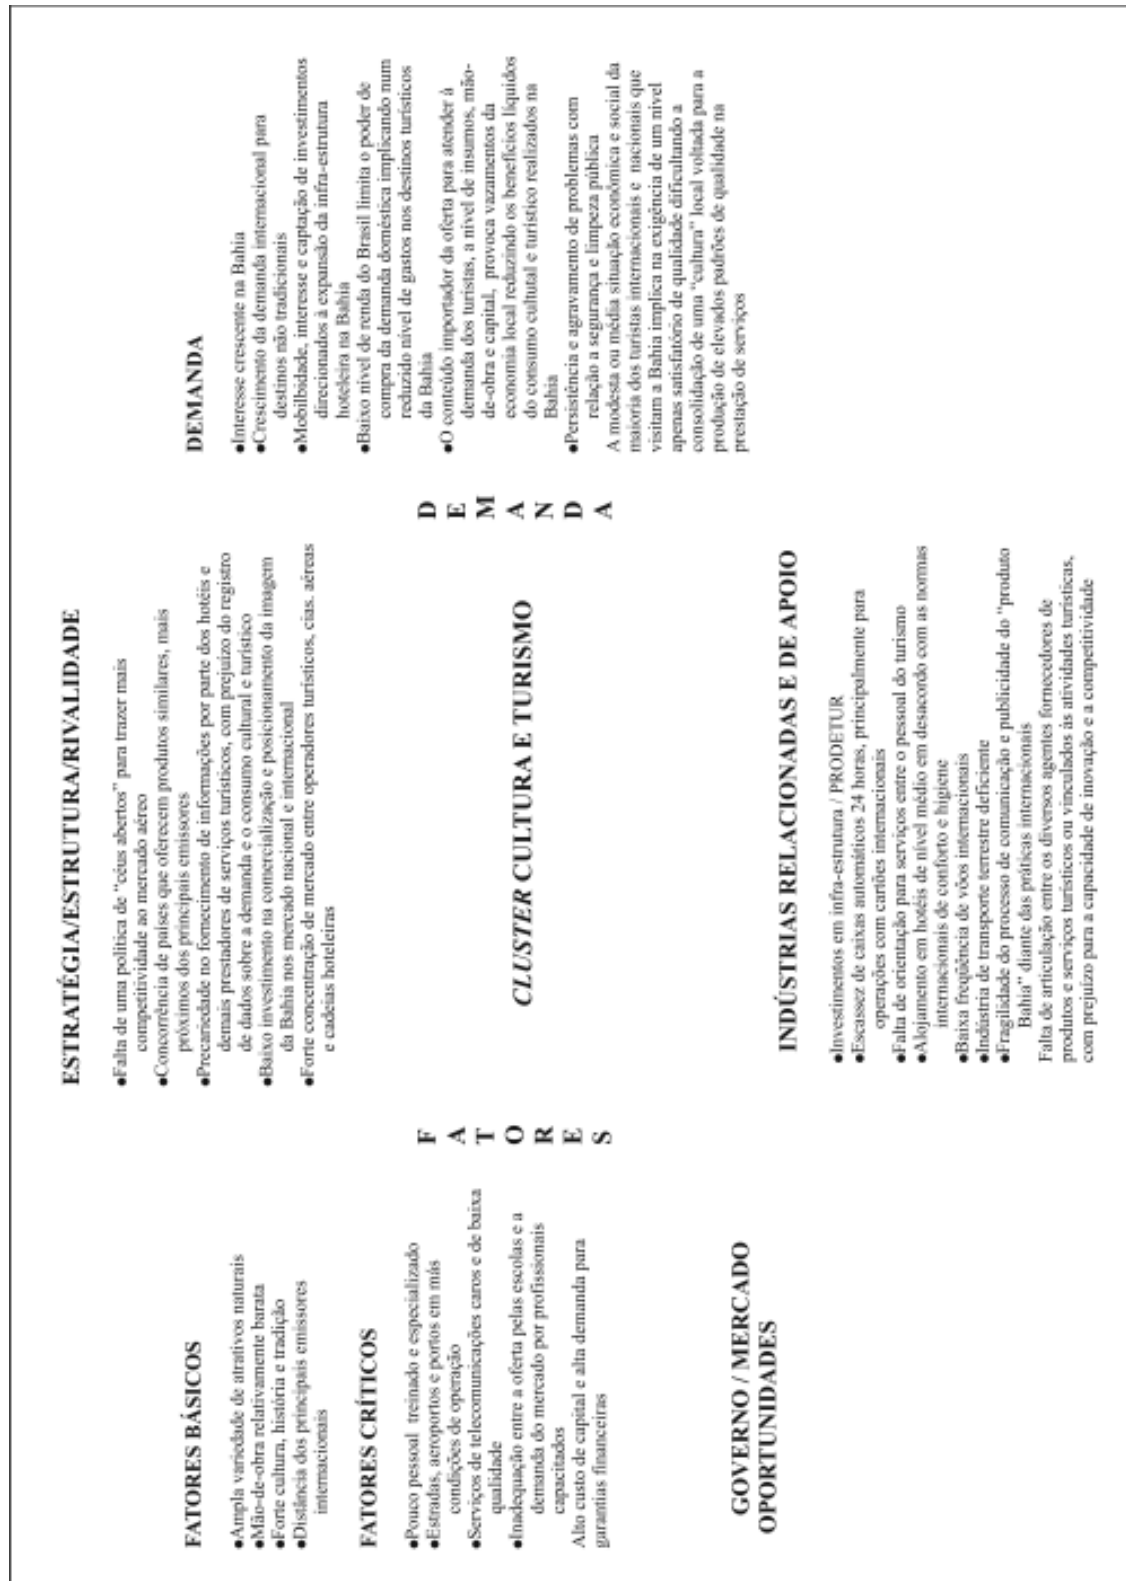 ESTRATÉGIA/ESTRUTURA/RIVALIDADE
●Falta de uma política de "céus abertos" para trazer mais
competitividade ao mercado aéreo
●Concorrência de países que oferecem produtos similares, mais
próximos dos principais emissores
●Precariedade no fornecimento de informações por parte dos hotéis e
demais prestadores de serviços turísticos, com prejuízo do registro
de dados sobre a demanda e o consumo cultural e turístico
●Baixo investimento na comercialização e posicionamento da imagem
da Bahia nos mercado nacional e internacional
●Forte concentração de mercado entre operadores turísticos, cias. aéreas
e cadeias hoteleiras
FATORES BÁSICOS
●Ampla variedade de atrativos naturais
●Mão-de-obra relativamente barata
●Forte cultura, história e tradição
●Distância dos principais emissores
internacionais
FATORES CRÍTICOS
●Pouco pessoal treinado e especializado
●Estradas, aeroportos e portos em más
condições de operação
●Serviços de telecomunicações caros e de baixa
qualidade
●Inadequação entre a oferta pelas escolas e a
demanda do mercado por profissionais
capacitados
Alto custo de capital e alta demanda para
garantias financeiras
F
A
T
O
R
E
S
CLUSTER CULTURA E TURISMO
D
E
M
A
N
D
A
DEMANDA
●Interesse crescente na Bahia
●Crescimento da demanda internacional para
destinos não tradicionais
●Mobilbidade, interesse e captação de investimentos
direcionados à expansão da infra-estrutura
hoteleira na Bahia
●Baixo nível de renda do Brasil limita o poder de
compra da demanda doméstica implicando num
reduzido nível de gastos nos destinos turísticos
da Bahia
●O conteúdo importador da oferta para atender à
demanda dos turistas, a nível de insumos, mão-
de-obra e capital, provoca vazamentos da
economia local reduzindo os benefícios líquidos
do consumo cultutal e turístico realizados na
Bahia
●Persistência e agravamento de problemas com
relação a segurança e limpeza pública
A modesta ou média situação econômica e social da
maioria dos turistas internacionais e nacionais que
visitam a Bahia implica na exigência de um nível
apenas satisfatório de qualidade dificultando a
consolidação de uma "cultura" local voltada para a
produção de elevados padrões de qualidade na
prestação de serviços
GOVERNO / MERCADO
OPORTUNIDADES
INDÚSTRIAS RELACIONADAS E DE APOIO
●Investimentos em infra-estrutura / PRODETUR
●Escassez de caixas automáticos 24 horas, principalmente para
operações com cartões internacionais
●Falta de orientação para serviços entre o pessoal do turismo
●Alojamento em hotéis de nível médio em desacordo com as normas
internacionais de conforto e higiene
●Baixa freqüência de vôos internacionais
●Indústria de transporte terrestre deficiente
●Fragilidade do processo de comunicação e publicidade do "produto
Bahia" diante das práticas internacionais
Falta de articulação entre os diversos agentes fornecedores de
produtos e serviços turísticos ou vinculados às atividades turísticas,
com prejuízo para a capacidade de inovação e a competitividade